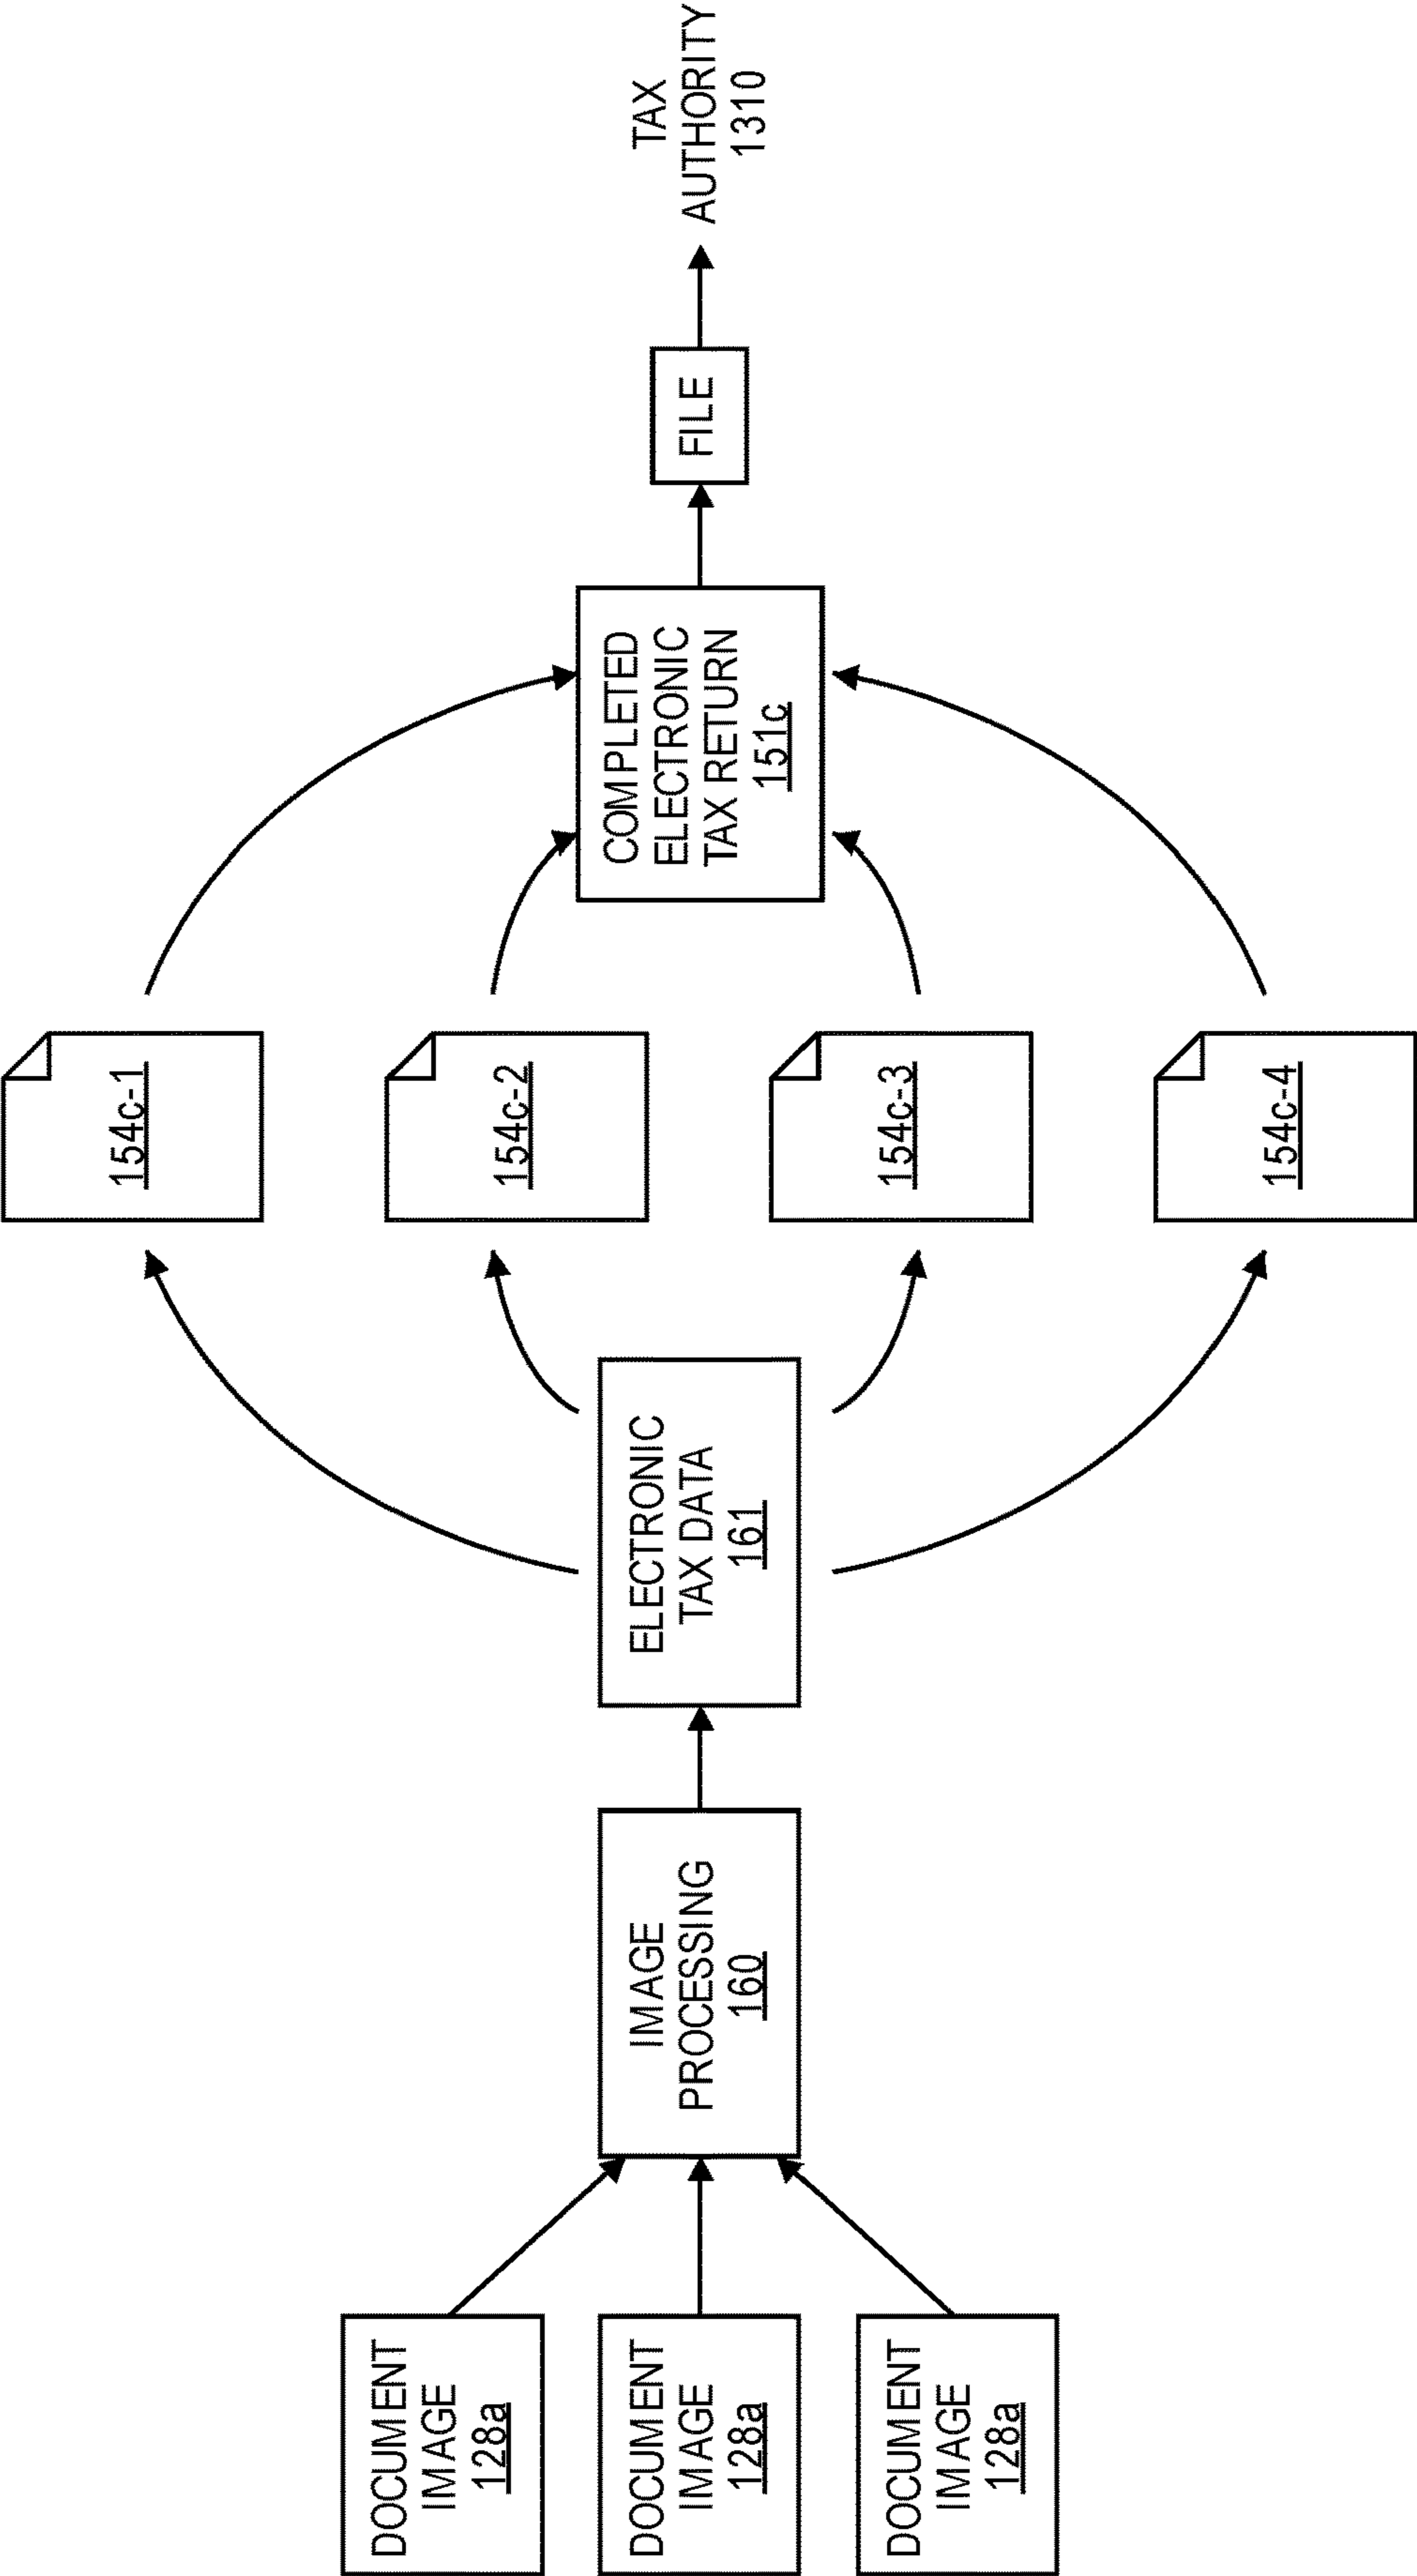 DOCUMENT
IMAGE
128a
DOCUMENT
IMAGE
128a
DOCUMENT
IMAGE
128a
IMAGE
PROCESSING
160
ELECTRONIC
TAX DATA
161
154c-1
154c-2
154c-3
154c-4
COMPLETED
ELECTRONIC
TAX RETURN
151c
FILE
TAX
AUTHORITY
1310